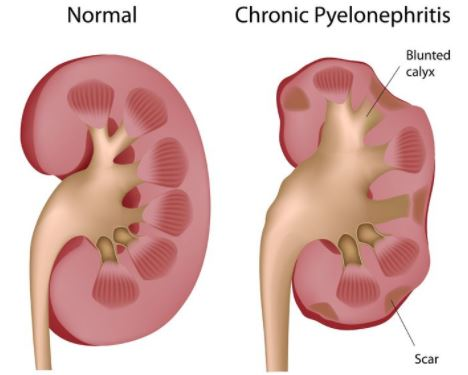 Normal
Chronic Pyelonephritis
Blunted
calyx
Scar